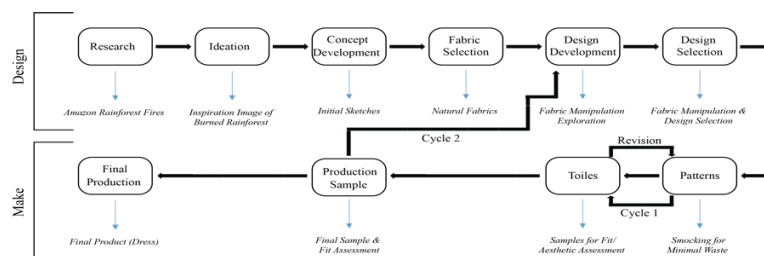 Design
Research
Ideation
Concept
Development
Fabric
Selection
Design
Development
Design
Selection
Amazon Rainforest Fires
Inspiration Image of
Burned Rainforest
Initial Sketches
Natural Fabrics
Fabric Manipulation
Exploration
Fabric Manipulation &
Design Selection
Cycle 2
Revision
Make
Final
Production
Production
Sample
Toiles
Patterns
Cycle 1
Final Product (Dress)
Final Sample &
Fit Assessment
Samples for Fit/
Aesthetic Assessment
Smocking for
Minimal Waste